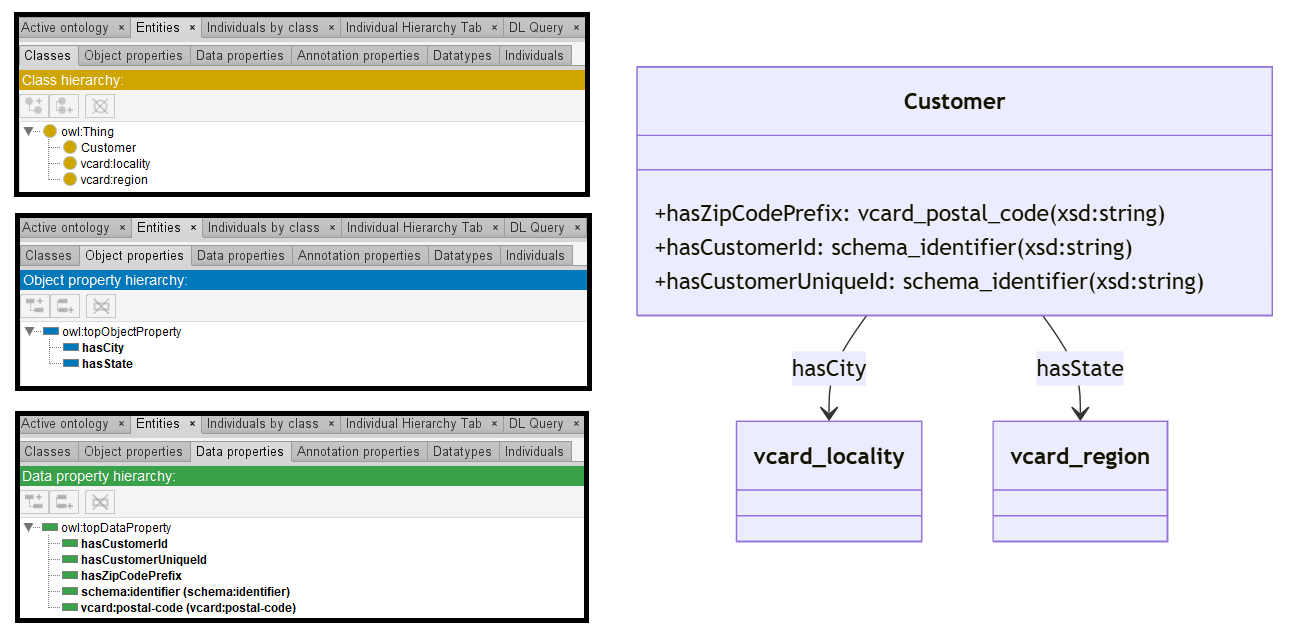 Active ontology × Entities × Individuals by class × Individual Hierarchy Tab × DL Query ×
Classes Object properties Data properties Annotation properties Datatypes Individuals
Class hierarchy:
owl:Thing
Customer
vcard:locality
vcard:region
Active ontology × Entities × Individuals by class × Individual Hierarchy Tab × DL Query ×
Classes Object properties Data properties Annotation properties Datatypes Individuals
Object property hierarchy:
owl:topObjectProperty
hasCity
hasState
Active ontology × Entities × Individuals by class × Individual Hierarchy Tab × DL Query ×
Classes Object properties Data properties Annotation properties Datatypes Individuals
Data property hierarchy:
owl:topDataProperty
hasCustomerId
hasCustomerUniqueId
hasZipCodePrefix
schema:identifier (schema:identifier)
vcard:postal-code (vcard:postal-code)
Customer
+hasZipCodePrefix: vcard_postal_code(xsd:string)
+hasCustomerId: schema_identifier(xsd:string)
+hasCustomerUniqueId: schema_identifier(xsd:string)
hasCity hasState
vcard_locality vcard_region